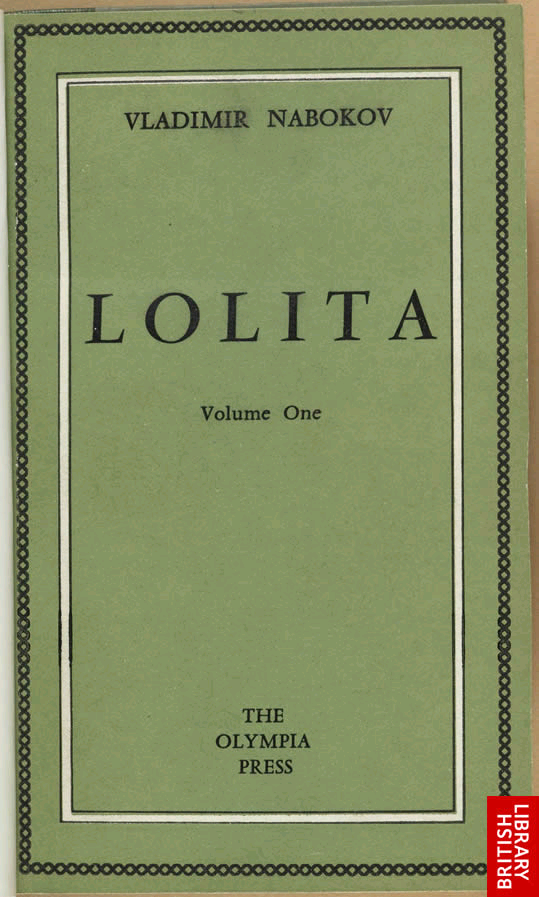 VLADIMIR NABOKOV
LOLITA
Volume One
THE
OLYMPIA
PRESS
LIBRARY
BRITISH